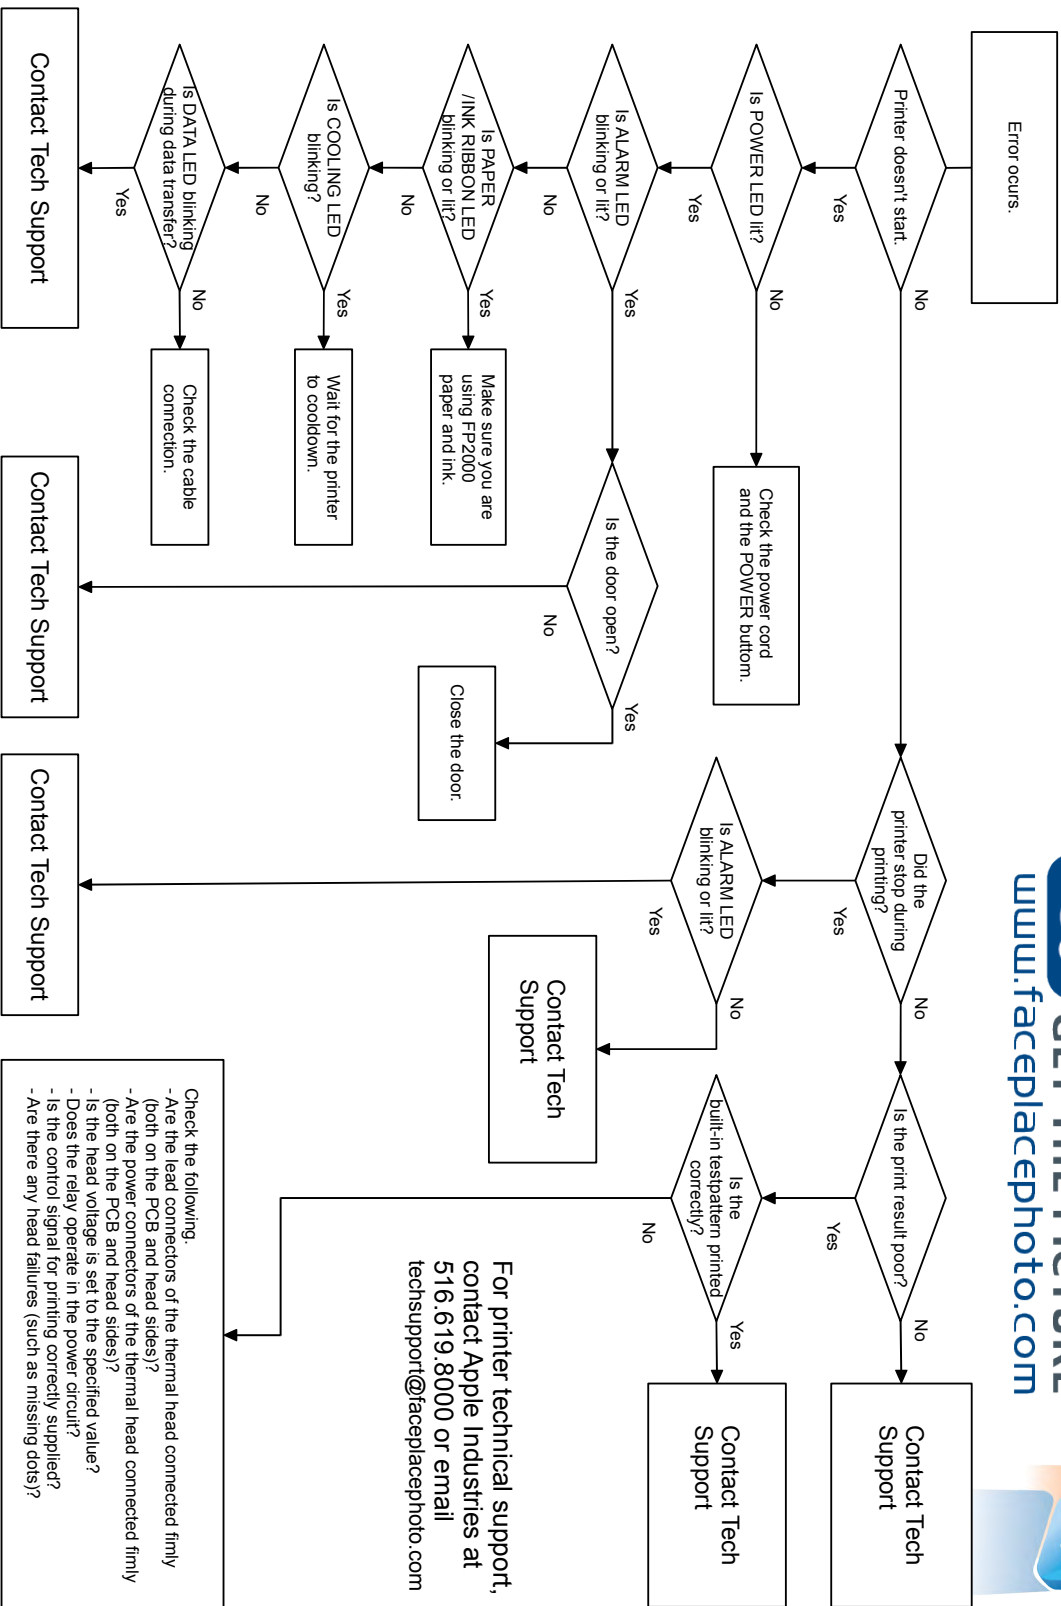 GET THE PICTURE
www.faceplacephoto.com
Error ocurs.
Printer doesn't start.
Yes
No
Is POWER LED lit?
Yes
No
Check the power cord
and the POWER buttom.
Is ALARM LED
blinking or lit?
No
Yes
Is the door open?
No
Yes
Close the door.
Contact Tech Support
Is PAPER
/INK RIBBON LED
blinking or lit?
No
Yes
Make sure you are
using FP2000
paper and ink.
Is COOLING LED
blinking?
No
Yes
Wait for the printer
to cooldown.
Is DATA LED blinking
during data transfer?
Yes
No
Check the cable
connection.
Contact Tech Support
Did the
printer stop during
printing?
Yes
No
Is ALARM LED
blinking or lit?
Yes
No
Contact Tech
Support
Contact Tech Support
Is the print result poor?
Yes
No
Contact Tech
Support
Is the
built-in testpattern printed
correctly?
No
Yes
Contact Tech
Support
For printer technical support,
contact Apple Industries at
516.619.8000 or email
techsupport@faceplacephoto.com
Check the following.
- Are the lead connectors of the thermal head connected fimly
(both on the PCB and head sides)?
- Are the power connectors of the thermal head connected fimly
(both on the PCB and head sides)?
- Is the head voltage is set to the specified value?
- Does the relay operate in the power circuit?
- Is the control signal for printing correctly supplied?
- Are there any head failures (such as missing dots)?